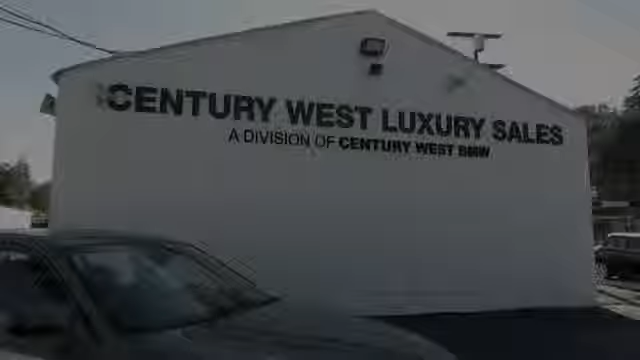 CENTURY WEST LUXURY SALES
A DIVISION OF CENTURY WEST BMW